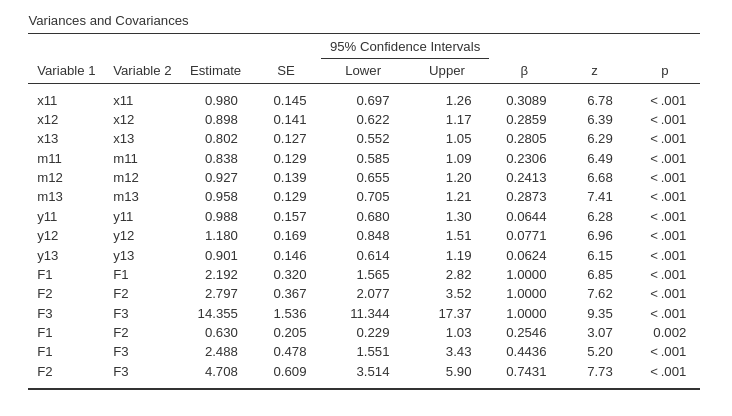 Variances and Covariances
95% Confidence Intervals
Variable 1 Variable 2 Estimate SE Lower Upper β z p
x11 x11 0.980 0.145 0.697 1.26 0.3089 6.78 < .001
x12 x12 0.898 0.141 0.622 1.17 0.2859 6.39 < .001
x13 x13 0.802 0.127 0.552 1.05 0.2805 6.29 < .001
m11 m11 0.838 0.129 0.585 1.09 0.2306 6.49 < .001
m12 m12 0.927 0.139 0.655 1.20 0.2413 6.68 < .001
m13 m13 0.958 0.129 0.705 1.21 0.2873 7.41 < .001
y11 y11 0.988 0.157 0.680 1.30 0.0644 6.28 < .001
y12 y12 1.180 0.169 0.848 1.51 0.0771 6.96 < .001
y13 y13 0.901 0.146 0.614 1.19 0.0624 6.15 < .001
F1 F1 2.192 0.320 1.565 2.82 1.0000 6.85 < .001
F2 F2 2.797 0.367 2.077 3.52 1.0000 7.62 < .001
F3 F3 14.355 1.536 11.344 17.37 1.0000 9.35 < .001
F1 F2 0.630 0.205 0.229 1.03 0.2546 3.07 0.002
F1 F3 2.488 0.478 1.551 3.43 0.4436 5.20 < .001
F2 F3 4.708 0.609 3.514 5.90 0.7431 7.73 < .001